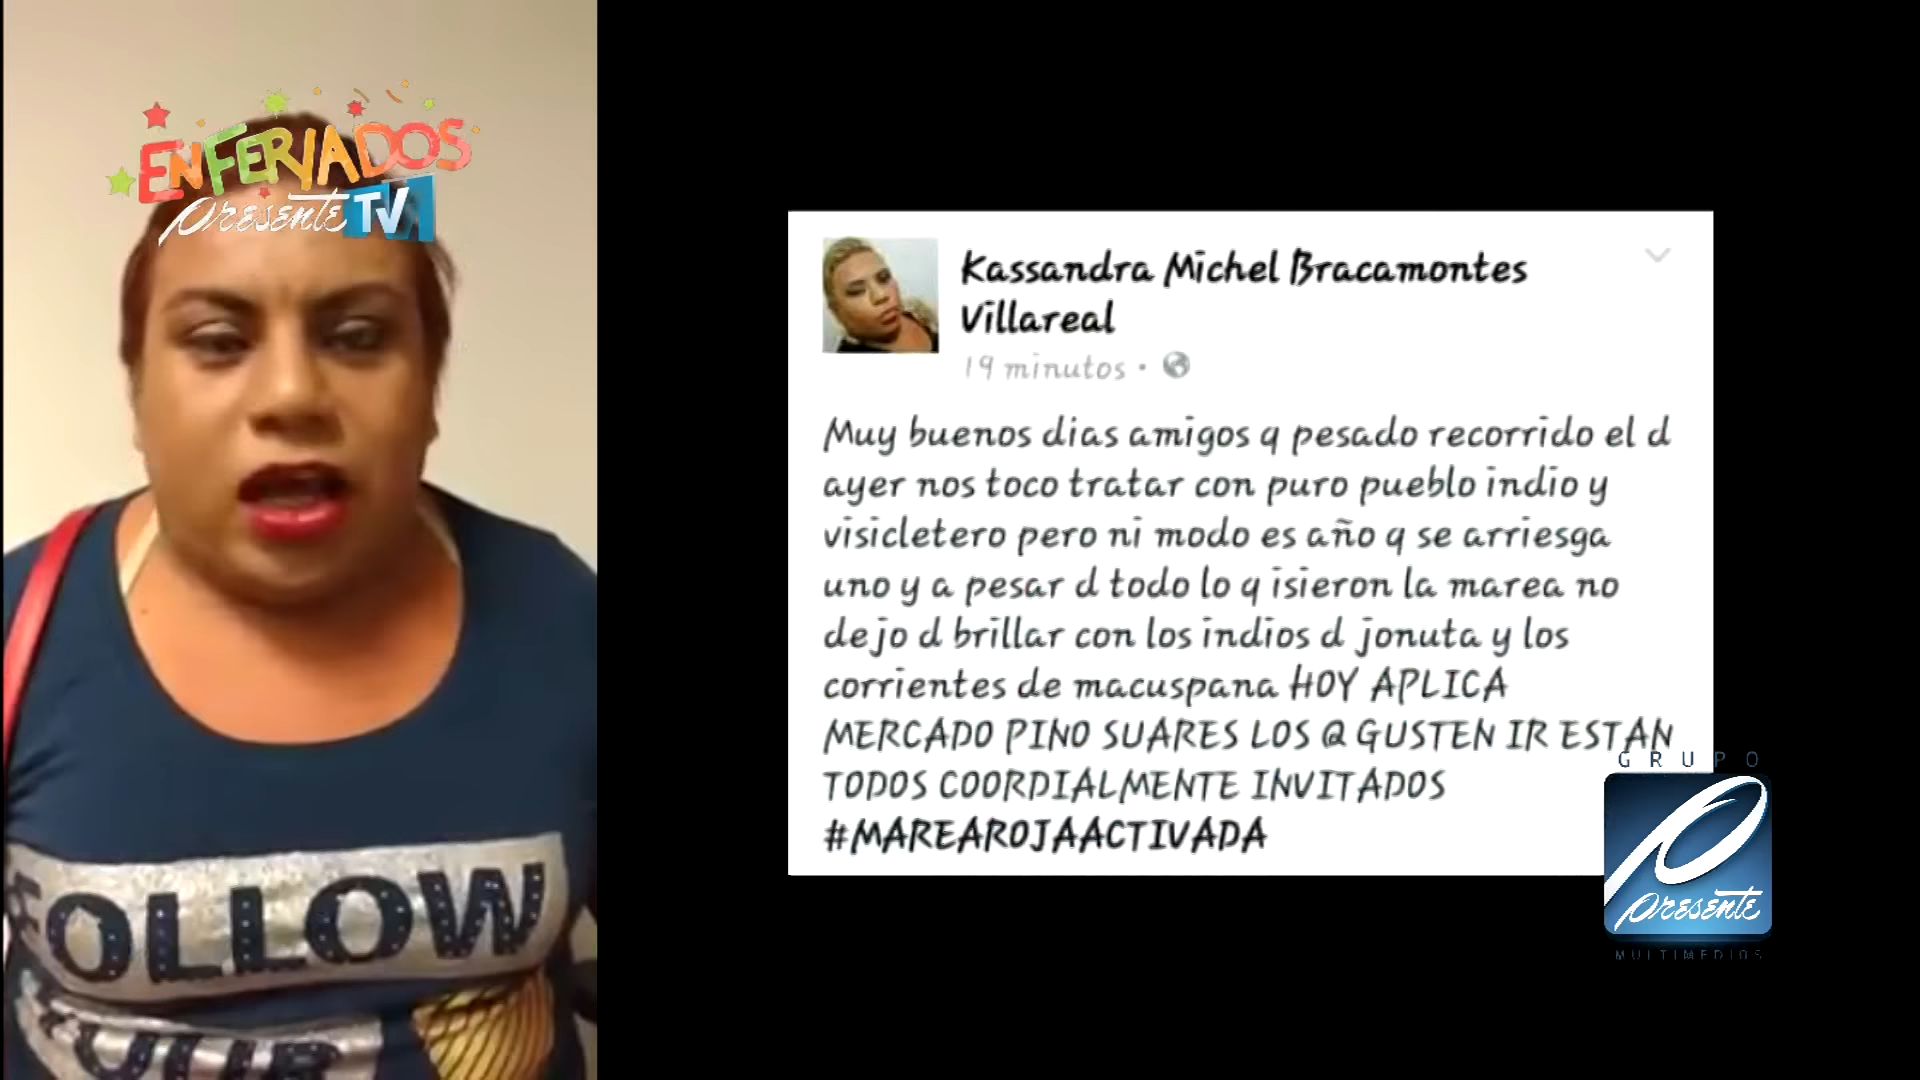 ENFERIADOS
Presente TV
FOLLOW
YOUR
Kassandra Michel Bracamontes
Villareal
19 minutos
Muy buenos dias amigos q pesado recorrido el d
ayer nos toco tratar con puro pueblo indio y
visicletero pero ni modo es año q se arriesga
uno y a pesar d todo lo q isieron la marea no
dejo d brillar con los indios d jonuta y los
corrientes de macuspana HOY APLICA
MERCADO PINO SUARES LOS Q GUSTEN IR ESTAN
TODOS COORDIALMENTE INVITADOS
#MAREAROJAACTIVADA
GRUPO
Presente
MULTIMEDIOS